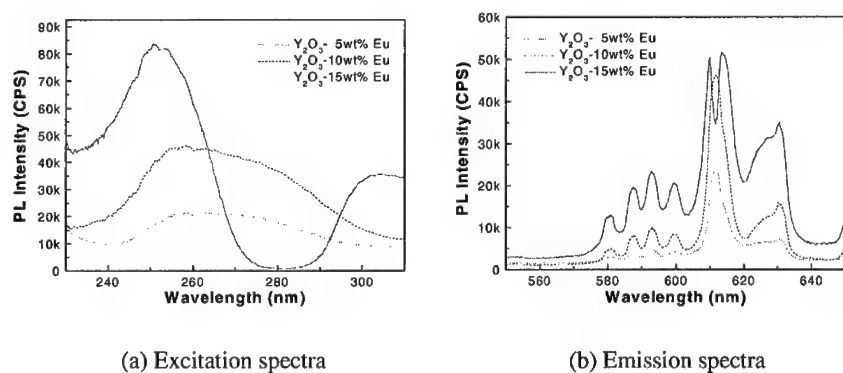 90k
80k
70k
60k
50k
40k
30k
20k
10k
0
PL Intensity (CPS)
Y₂O₃- 5wt% Eu
Y₂O₃-10wt% Eu
Y₂O₃-15wt% Eu
240 260 280 300
Wavelength (nm)
(a) Excitation spectra
60k
50k
40k
30k
20k
10k
0
PL Intensity (CPS)
Y₂O₃- 5wt% Eu
Y₂O₃-10wt% Eu
Y₂O₃-15wt% Eu
560 580 600 620 640
Wavelength (nm)
(b) Emission spectra